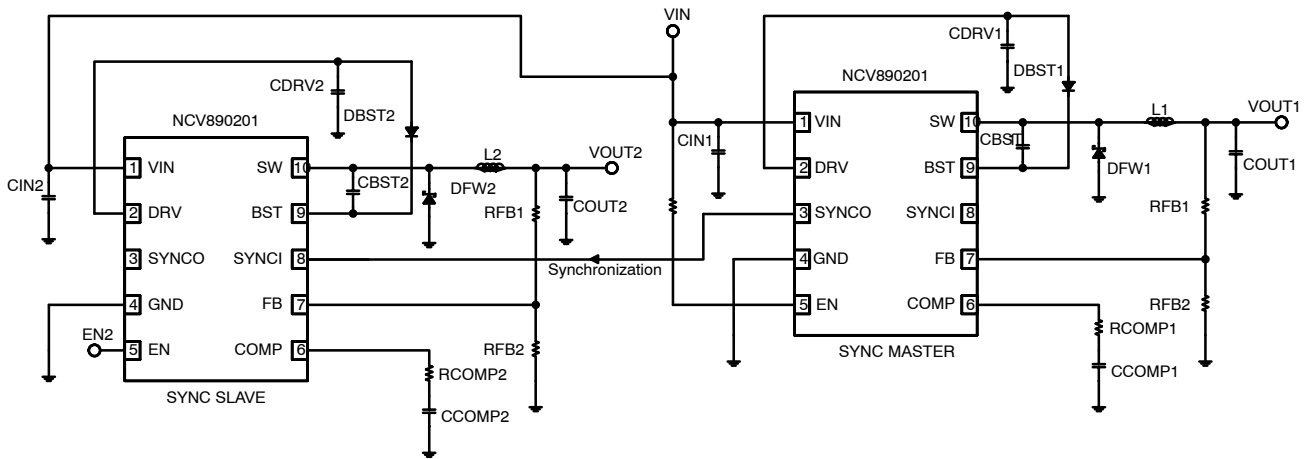 VIN
CDRV1
DBST1
NCV890201
1 VIN
2 DRV
3 SYNCO
4 GND
5 EN
SW 10
BST 9
SYNCI 8
FB 7
COMP 6
SYNC MASTER
CIN1
CBST1
L1
VOUT1
DFW1
COUT1
RFB1
RFB2
RCOMP1
CCOMP1
CDRV2
DBST2
NCV890201
1 VIN
2 DRV
3 SYNCO
4 GND
5 EN
SW 10
BST 9
SYNCI 8
FB 7
COMP 6
SYNC SLAVE
CIN2
EN2
CBST2
L2
VOUT2
DFW2
COUT2
RFB1
Synchronization
RFB2
RCOMP2
CCOMP2